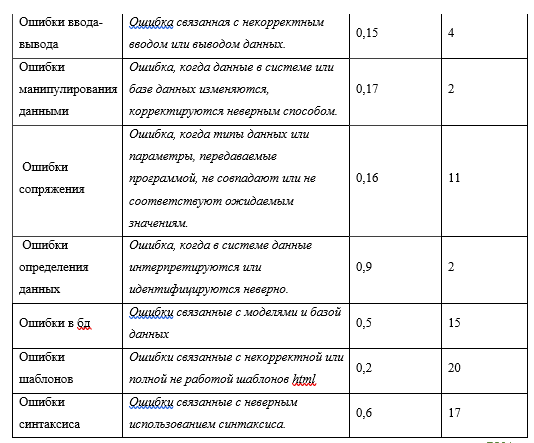 Ошибки ввода-
вывода
Ошибка связанная с некорректным
вводом или выводом данных.
0,15
4
Ошибки
манипулирования
данными
Ошибка, когда данные в системе или
базе данных изменяются,
корректируются неверным способом.
0,17
2
Ошибки
сопряжения
Ошибка, когда типы данных или
параметры, передаваемые
программой, не совпадают или не
соответствуют ожидаемым
значениям.
0,16
11
Ошибки
определения
данных
Ошибка, когда в системе данные
интерпретируются или
идентифицируются неверно.
0,9
2
Ошибки в бд
Ошибки связанные с моделями и базой
данных
0,5
15
Ошибки
шаблонов
Ошибки связанные с некорректной или
полной не работой шаблонов html
0,2
20
Ошибки
синтаксиса
Ошибки связанные с неверным
использованием синтаксиса.
0,6
17